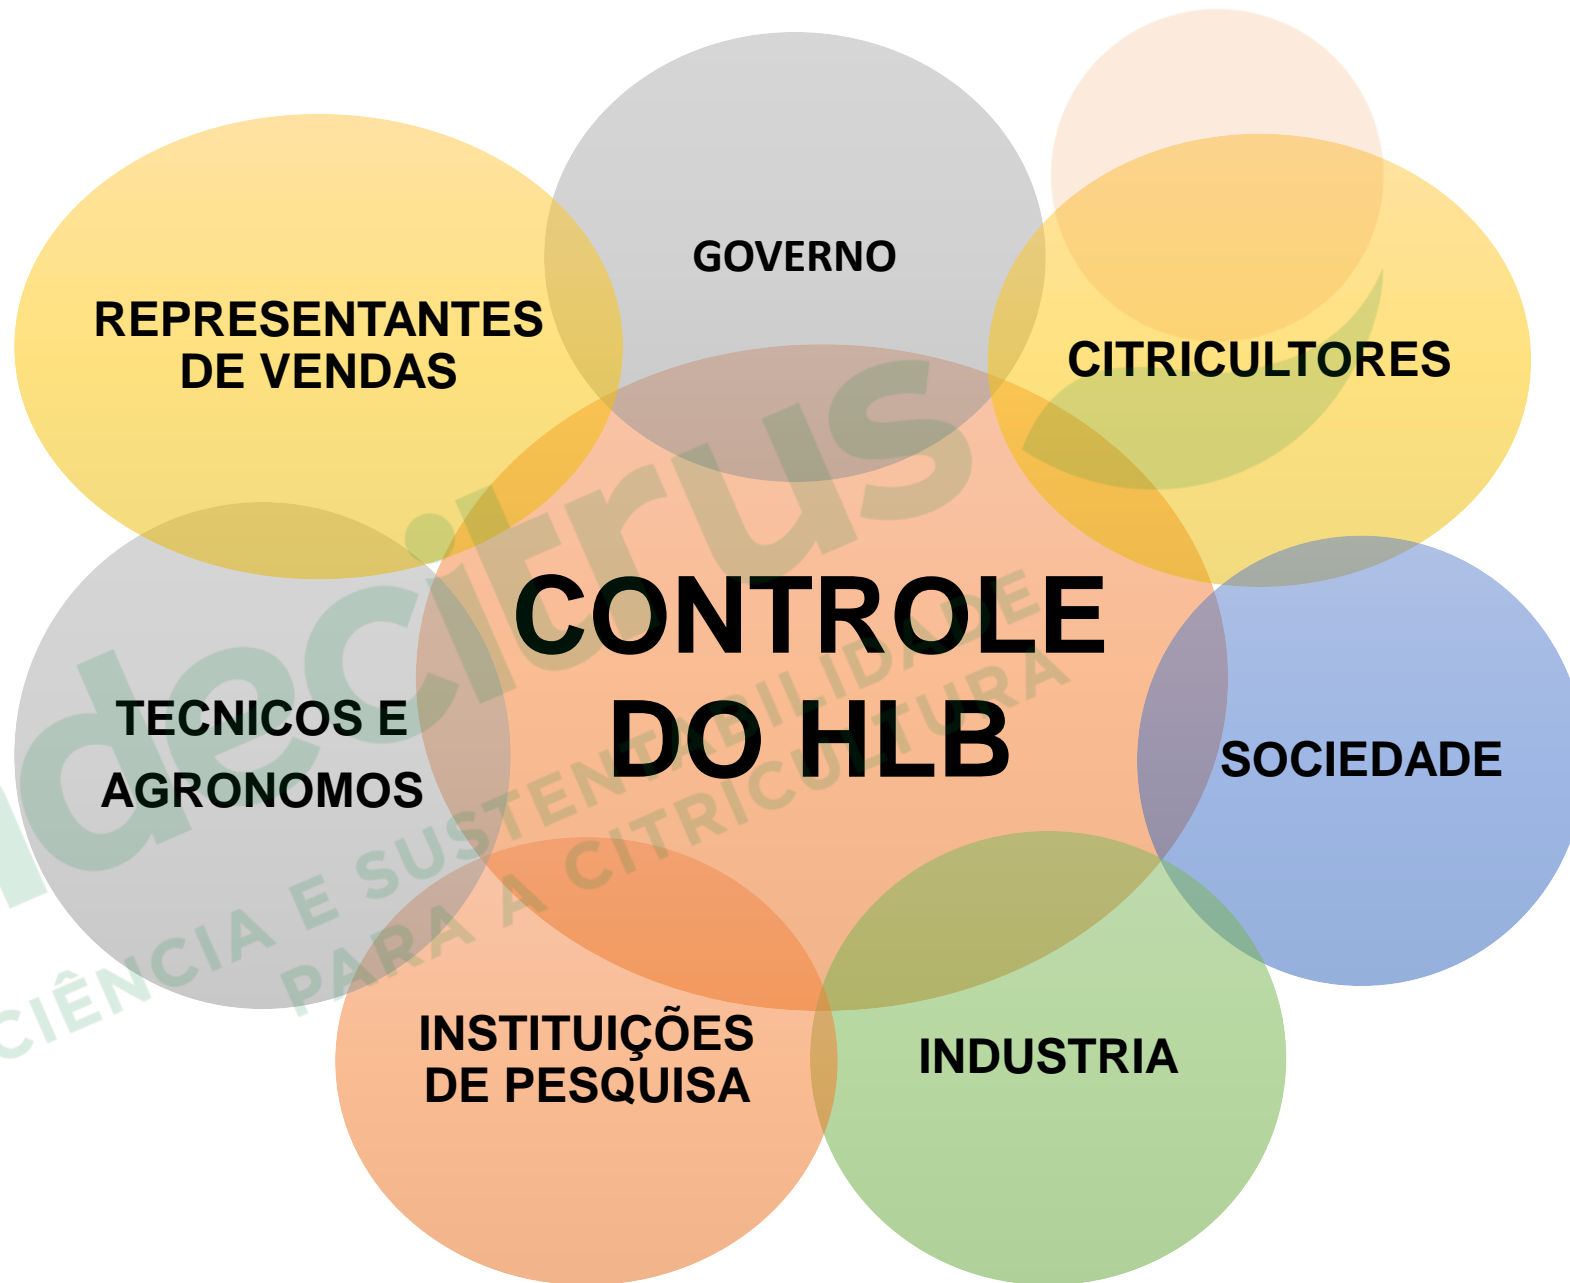 GOVERNO
REPRESENTANTES
DE VENDAS
CITRICULTORES
CONTROLE
DO HLB
TECNICOS E
AGRONOMOS
SOCIEDADE
INSTITUIÇÕES
DE PESQUISA
INDUSTRIA
decitrus
CIÊNCIA E SUSTENTABILIDADE
PARA A CITRICULTURA